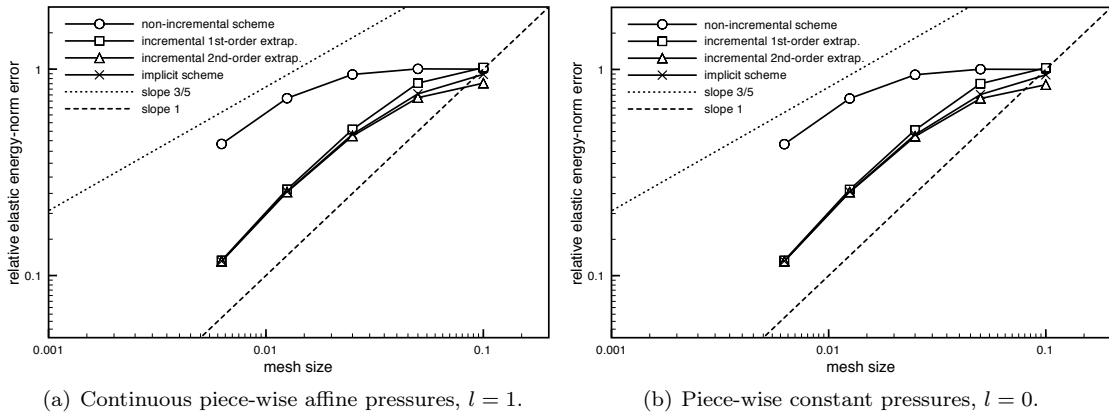 relative elastic energy-norm error
non-incremental scheme
incremental 1st-order extrap.
incremental 2nd-order extrap.
implicit scheme
slope 3/5
slope 1
1
0.1
0.001
0.01
0.1
mesh size
(a) Continuous piece-wise affine pressures, l = 1.
relative elastic energy-norm error
non-incremental scheme
incremental 1st-order extrap.
incremental 2nd-order extrap.
implicit scheme
slope 3/5
slope 1
1
0.1
0.001
0.01
0.1
mesh size
(b) Piece-wise constant pressures, l = 0.